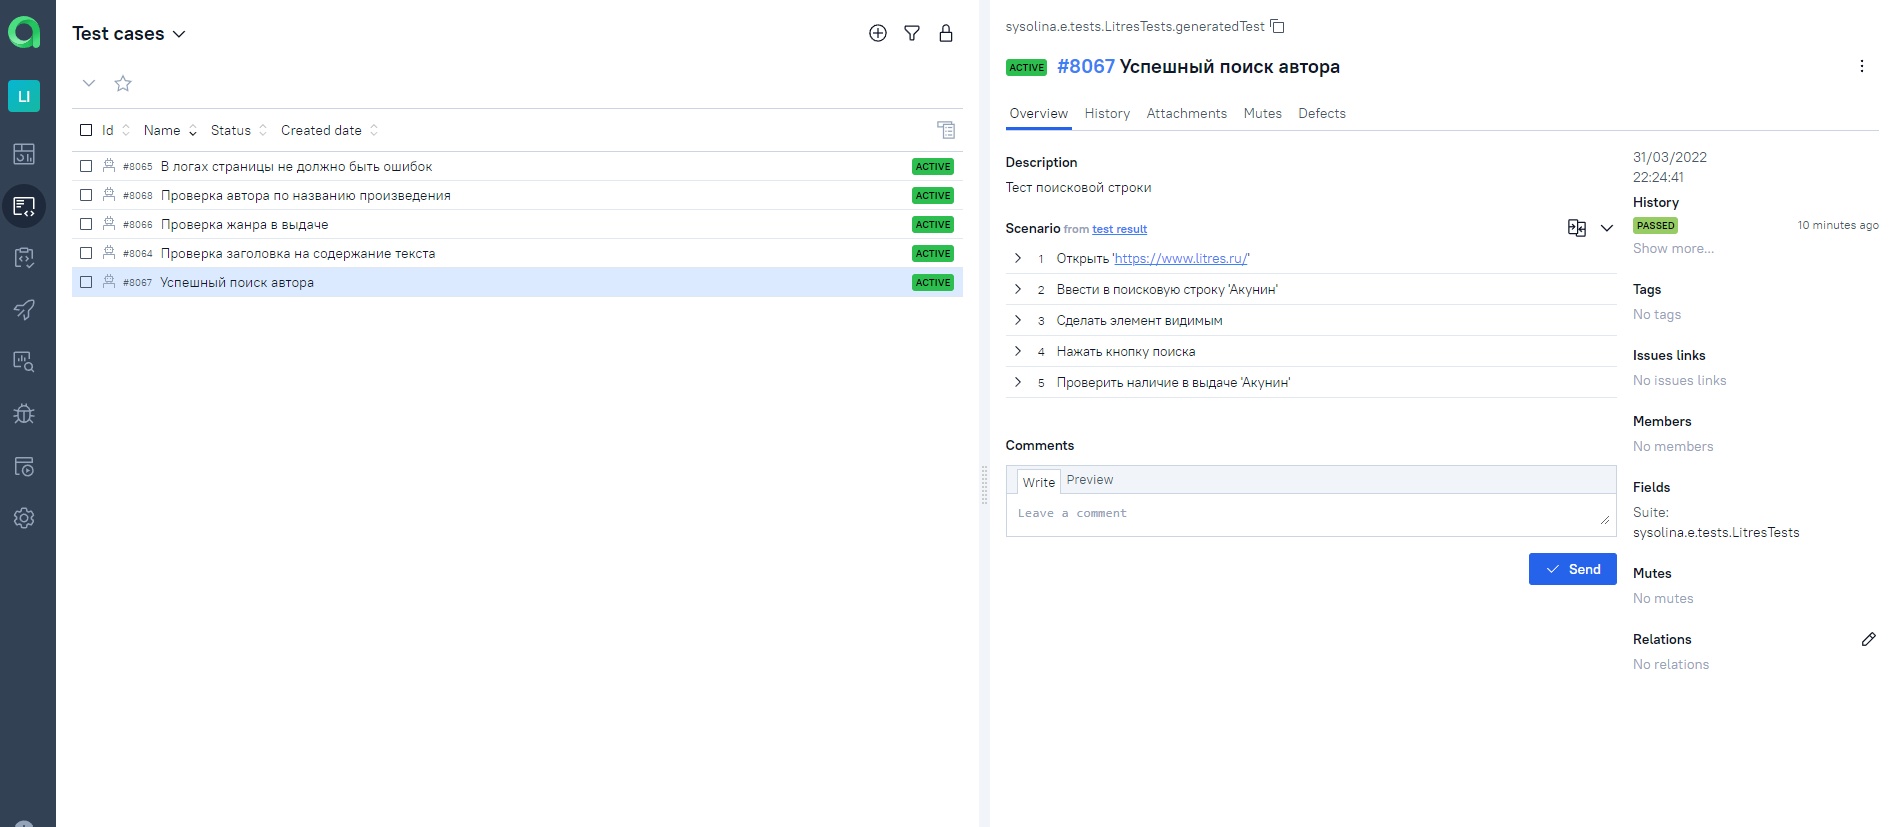 LI
Test cases
Id Name Status Created date
#8065 В логах страницы не должно быть ошибок ACTIVE
#8068 Проверка автора по названию произведения ACTIVE
#8066 Проверка жанра в выдаче ACTIVE
#8064 Проверка заголовка на содержание текста ACTIVE
#8067 Успешный поиск автора ACTIVE
sysolina.e.tests.LitresTests.generatedTest
ACTIVE #8067 Успешный поиск автора
Overview History Attachments Mutes Defects
Description
Тест поисковой строки
Scenario from test result
1 Открыть 'https://www.litres.ru/'
2 Ввести в поисковую строку 'Акунин'
3 Сделать элемент видимым
4 Нажать кнопку поиска
5 Проверить наличие в выдаче 'Акунин'
Comments
Write Preview
Leave a comment
Send
31/03/2022
22:24:41
History
PASSED 10 minutes ago
Show more...
Tags
No tags
Issues links
No issues links
Members
No members
Fields
Suite:
sysolina.e.tests.LitresTests
Mutes
No mutes
Relations
No relations